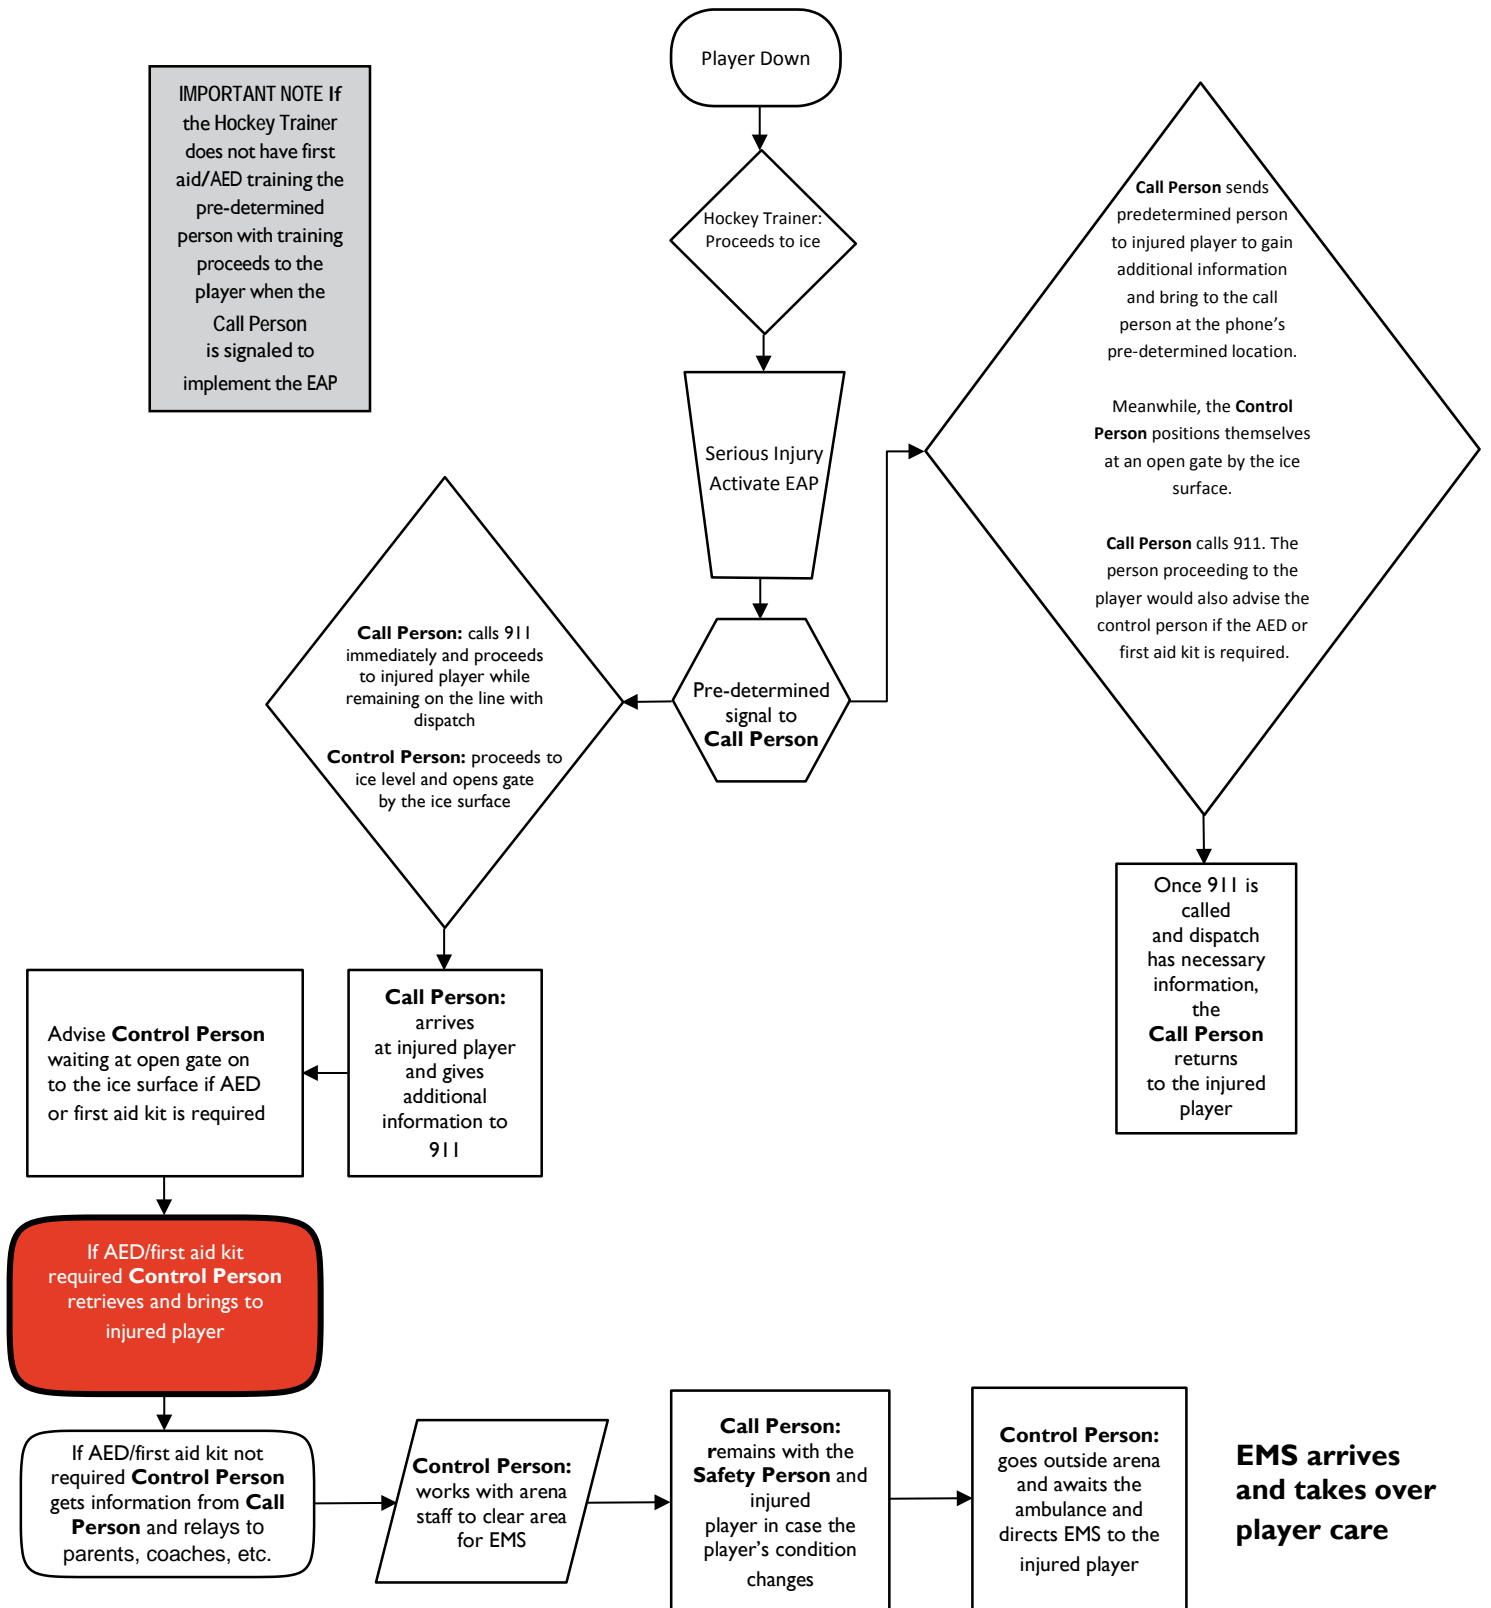 Player Down
IMPORTANT NOTE If
the Hockey Trainer
does not have first
aid/AED training the
pre-determined
person with training
proceeds to the
player when the
Call Person
is signaled to
implement the EAP
Hockey Trainer:
Proceeds to ice
Serious Injury
Activate EAP
Pre-determined
signal to
Call Person
Call Person sends
predetermined person
to injured player to gain
additional information
and bring to the call
person at the phone’s
pre-determined location.
Meanwhile, the Control
Person positions themselves
at an open gate by the ice
surface.
Call Person calls 911. The
person proceeding to the
player would also advise the
control person if the AED or
first aid kit is required.
Once 911 is
called
and dispatch
has necessary
information,
the
Call Person
returns
to the injured
player
Call Person: calls 911
immediately and proceeds
to injured player while
remaining on the line with
dispatch
Control Person: proceeds to
ice level and opens gate
by the ice surface
Call Person:
arrives
at injured player
and gives
additional
information to
911
Advise Control Person
waiting at open gate on
to the ice surface if AED
or first aid kit is required
If AED/first aid kit
required Control Person
retrieves and brings to
injured player
If AED/first aid kit not
required Control Person
gets information from Call
Person and relays to
parents, coaches, etc.
Control Person:
works with arena
staff to clear area
for EMS
Call Person:
remains with the
Safety Person and
injured
player in case the
player’s condition
changes
Control Person:
goes outside arena
and awaits the
ambulance and
directs EMS to the
injured player
EMS arrives
and takes over
player care